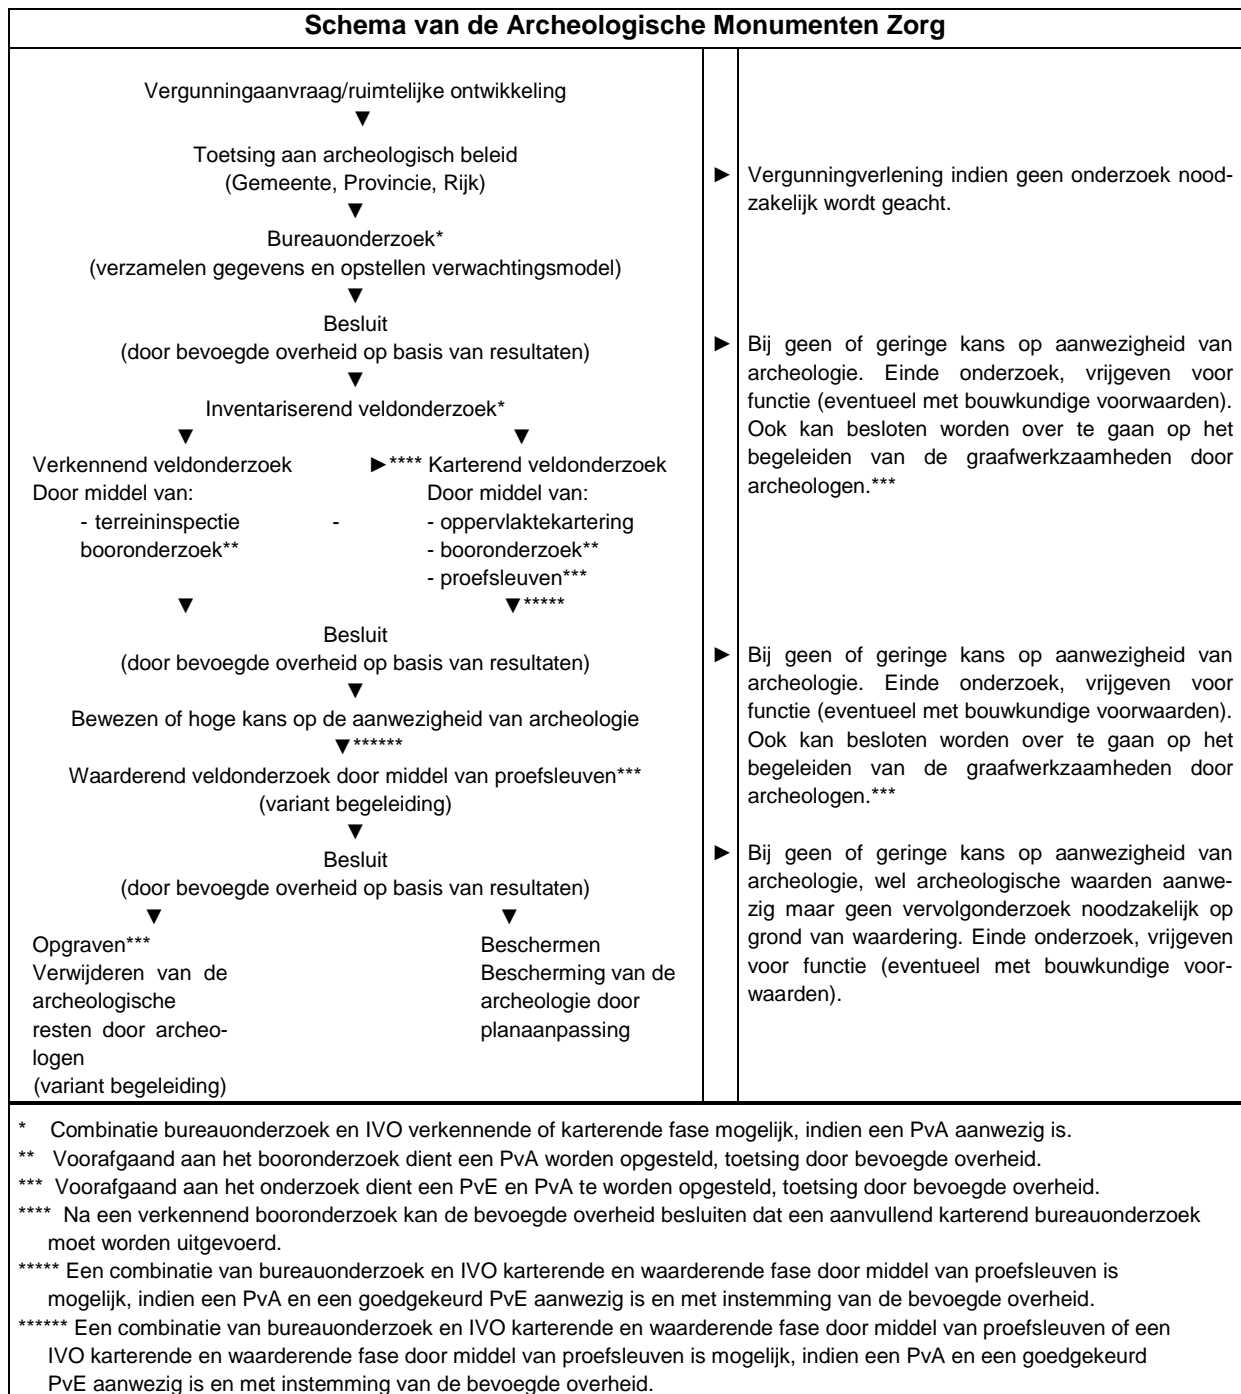 Schema van de Archeologische Monumenten Zorg
Vergunningaanvraag/ruimtelijke ontwikkeling
▼
Toetsing aan archeologisch beleid
(Gemeente, Provincie, Rijk)
▼
Bureauonderzoek*
(verzamelen gegevens en opstellen verwachtingsmodel)
▼
Besluit
(door bevoegde overheid op basis van resultaten)
▼
Inventariserend veldonderzoek*
▼ ▼
Verkennend veldonderzoek ►**** Karterend veldonderzoek
Door middel van: Door middel van:
- terreininspectie - - oppervlaktekartering
booronderzoek** - booronderzoek**
- proefsleuven***
▼ ▼*****
Besluit
(door bevoegde overheid op basis van resultaten)
▼
Bewezen of hoge kans op de aanwezigheid van archeologie
▼******
Waarderend veldonderzoek door middel van proefsleuven***
(variant begeleiding)
▼
Besluit
(door bevoegde overheid op basis van resultaten)
▼ ▼
Opgraven***
Verwijderen van de
archeologische
resten door archeo-
logen
(variant begeleiding)
Beschermen
Bescherming van de
archeologie door
planaanpassing
► Vergunningverlening indien geen onderzoek nood-
zakelijk wordt geacht.
► Bij geen of geringe kans op aanwezigheid van
archeologie. Einde onderzoek, vrijgeven voor
functie (eventueel met bouwkundige voorwaarden).
Ook kan besloten worden over te gaan op het
begeleiden van de graafwerkzaamheden door
archeologen.***
► Bij geen of geringe kans op aanwezigheid van
archeologie. Einde onderzoek, vrijgeven voor
functie (eventueel met bouwkundige voorwaarden).
Ook kan besloten worden over te gaan op het
begeleiden van de graafwerkzaamheden door
archeologen.***
► Bij geen of geringe kans op aanwezigheid van
archeologie, wel archeologische waarden aanwe-
zig maar geen vervolgonderzoek noodzakelijk op
grond van waardering. Einde onderzoek, vrijgeven
voor functie (eventueel met bouwkundige voor-
waarden).
* Combinatie bureauonderzoek en IVO verkennende of karterende fase mogelijk, indien een PvA aanwezig is.
** Voorafgaand aan het booronderzoek dient een PvA worden opgesteld, toetsing door bevoegde overheid.
*** Voorafgaand aan het onderzoek dient een PvE en PvA te worden opgesteld, toetsing door bevoegde overheid.
**** Na een verkennend booronderzoek kan de bevoegde overheid besluiten dat een aanvullend karterend bureauonderzoek
moet worden uitgevoerd.
***** Een combinatie van bureauonderzoek en IVO karterende en waarderende fase door middel van proefsleuven is
mogelijk, indien een PvA en een goedgekeurd PvE aanwezig is en met instemming van de bevoegde overheid.
****** Een combinatie van bureauonderzoek en IVO karterende en waarderende fase door middel van proefsleuven of een
IVO karterende en waarderende fase door middel van proefsleuven is mogelijk, indien een PvA en een goedgekeurd
PvE aanwezig is en met instemming van de bevoegde overheid.